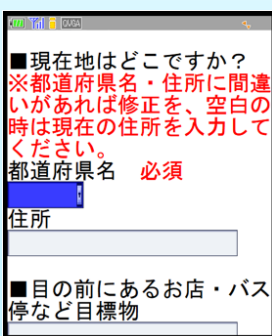 ■現在地はどこですか？
※都道府県名・住所に間違
いがあれば修正を、空白の
時は現在の住所を入力して
ください。
都道府県名　必須
住所
■目の前にあるお店・バス
停など目標物